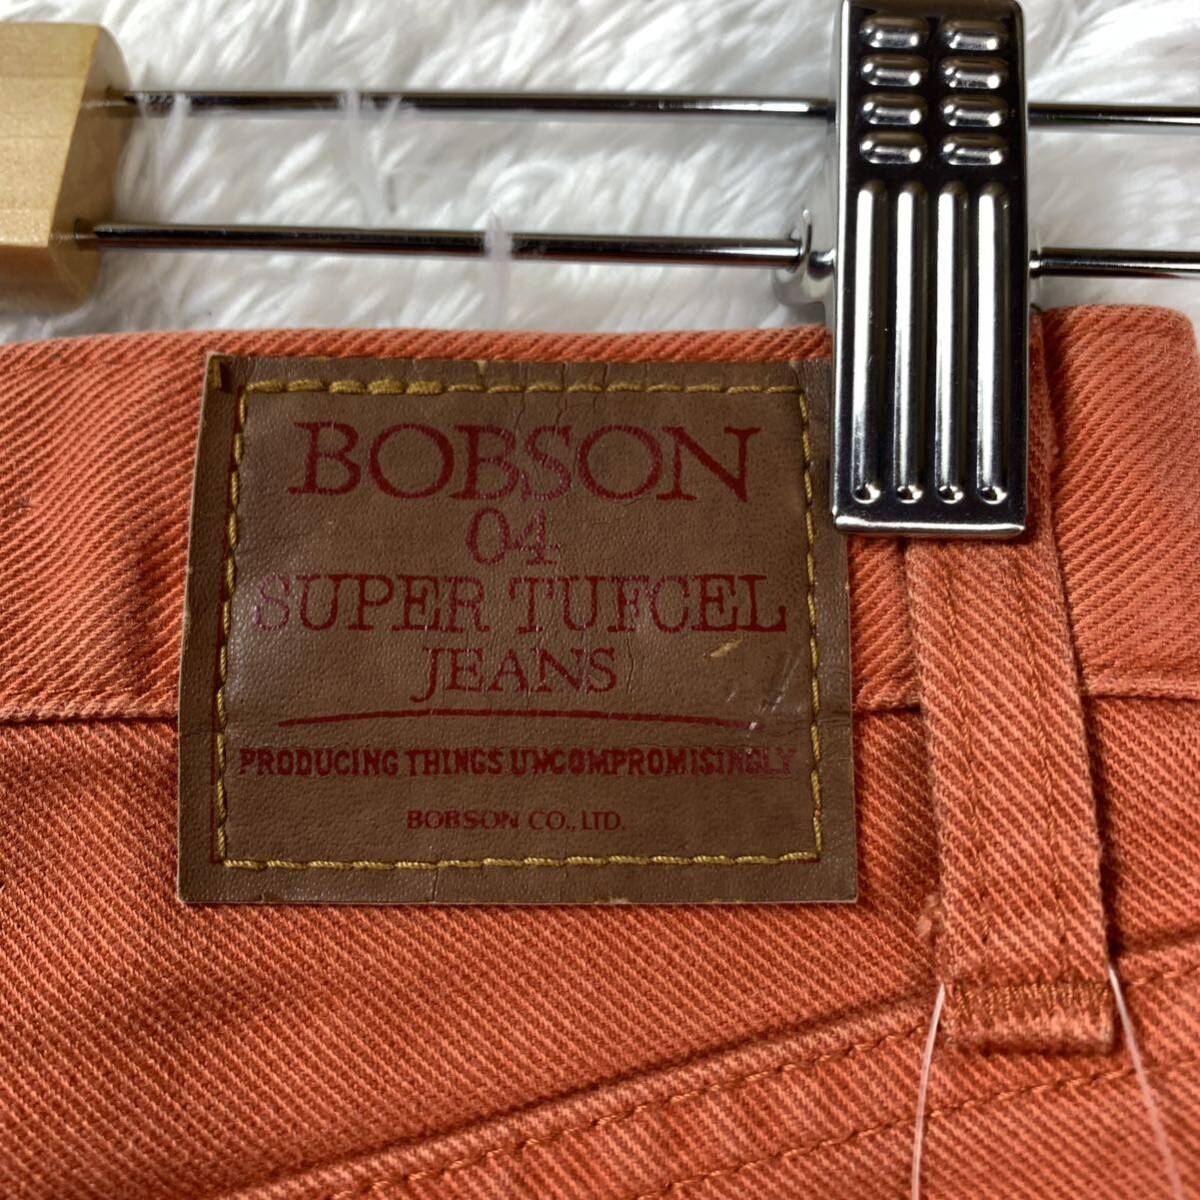 BOBSON
04
SUPER TUFCEL
JEANS
PRODUCING THINGS UNCOMPROMISINGLY
BOBSON CO., LTD.